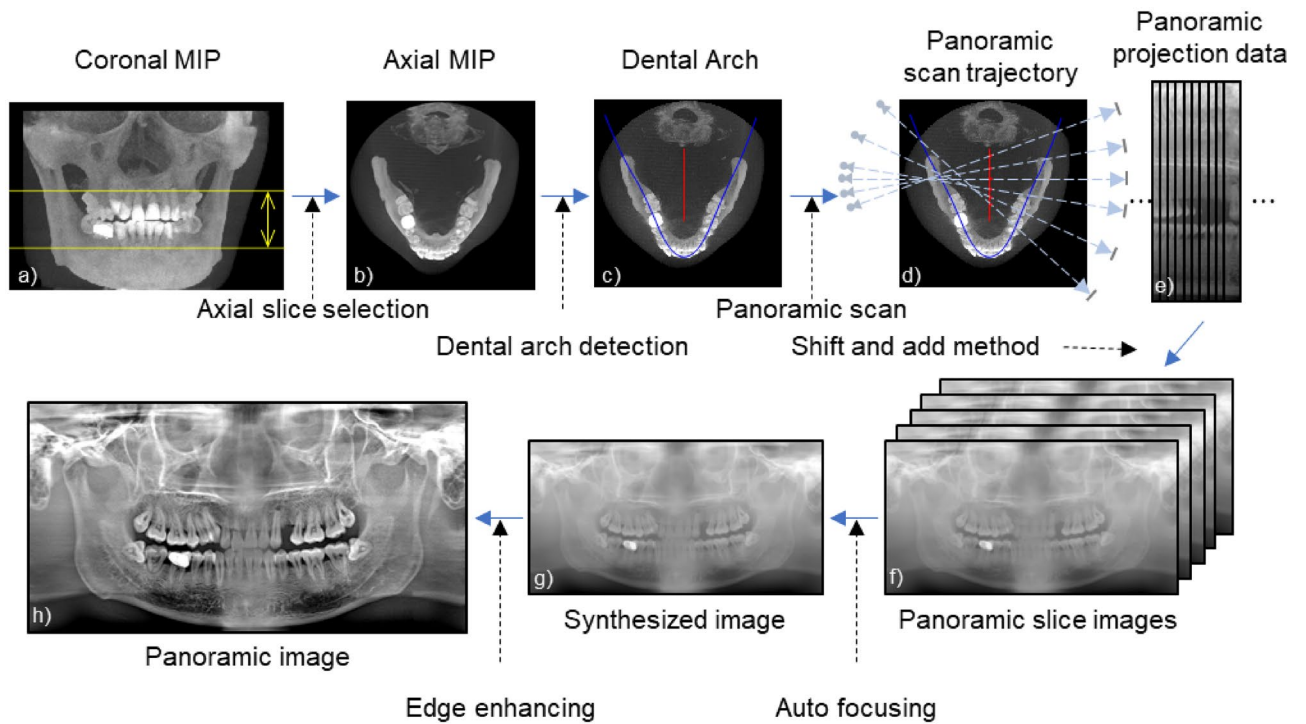 Coronal MIP
Axial MIP
Dental Arch
Panoramic
scan trajectory
Panoramic
projection data
a)
b)
c)
d)
e)
...
...
Axial slice selection
Dental arch detection
Panoramic scan
Shift and add method
h)
g)
f)
Panoramic image
Synthesized image
Panoramic slice images
Edge enhancing
Auto focusing